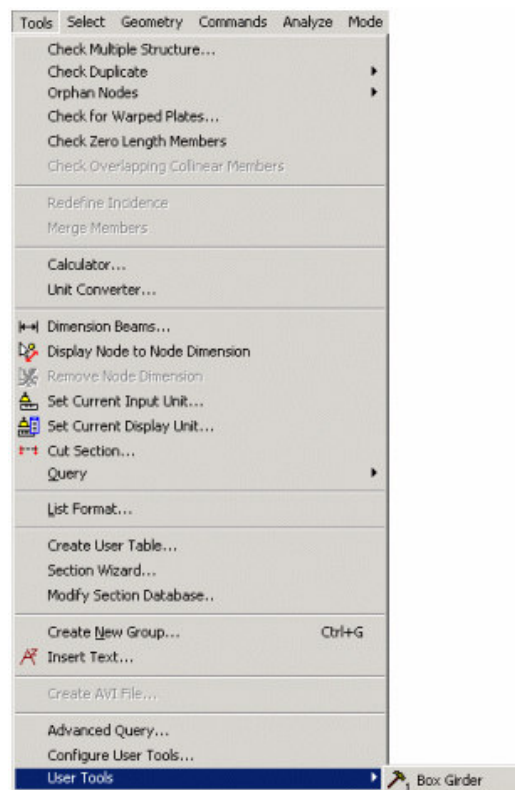 Tools Select Geometry Commands Analyze Mode
Check Multiple Structure...
Check Duplicate
Orphan Nodes
Check for Warped Plates...
Check Zero Length Members
Check Overlapping Colinear Members
Redefine Incidence
Merge Members
Calculator...
Unit Converter...
Dimension Beams...
Display Node to Node Dimension
Remove Node Dimension
Set Current Input Unit...
Set Current Display Unit...
Cut Section...
Query
List Format...
Create User Table...
Section Wizard...
Modify Section Database..
Create New Group... Ctrl+G
Insert Text...
Create AVI File...
Advanced Query...
Configure User Tools...
User Tools
1 Box Girder